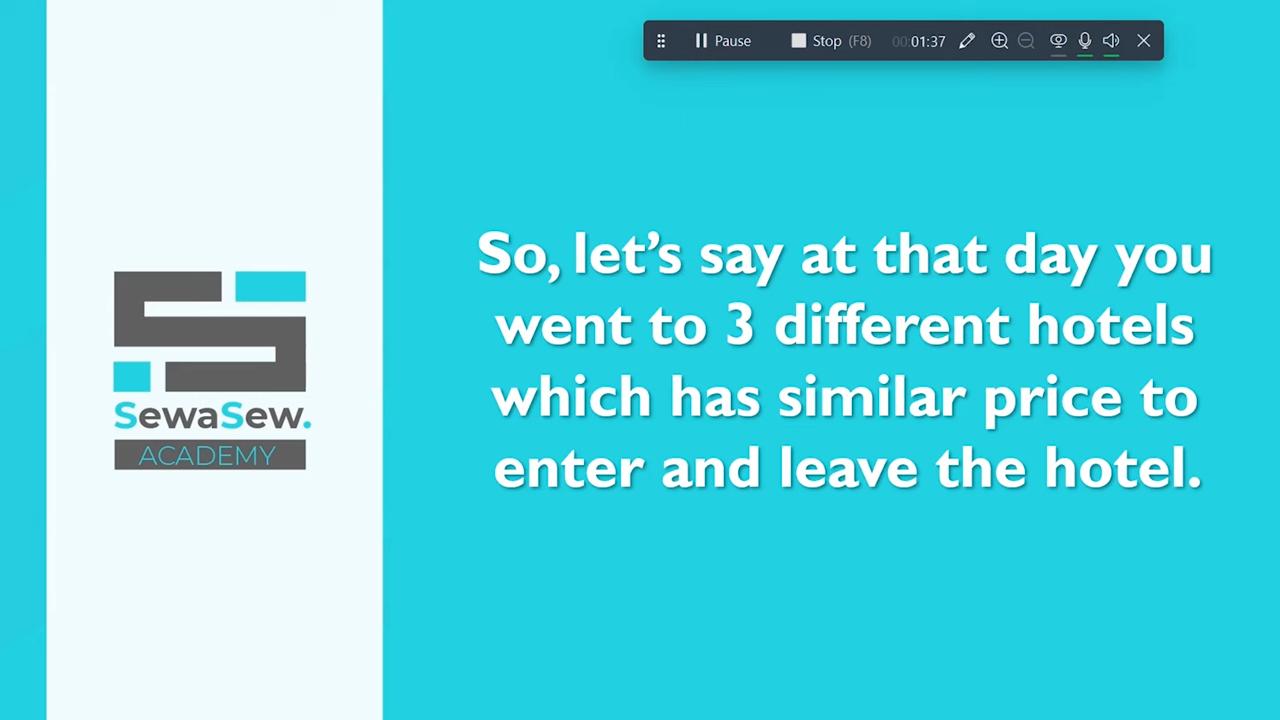 Pause
Stop (F8)
00:01:37
So, let’s say at that day you
went to 3 different hotels
which has similar price to
enter and leave the hotel.
SewaSew.
ACADEMY